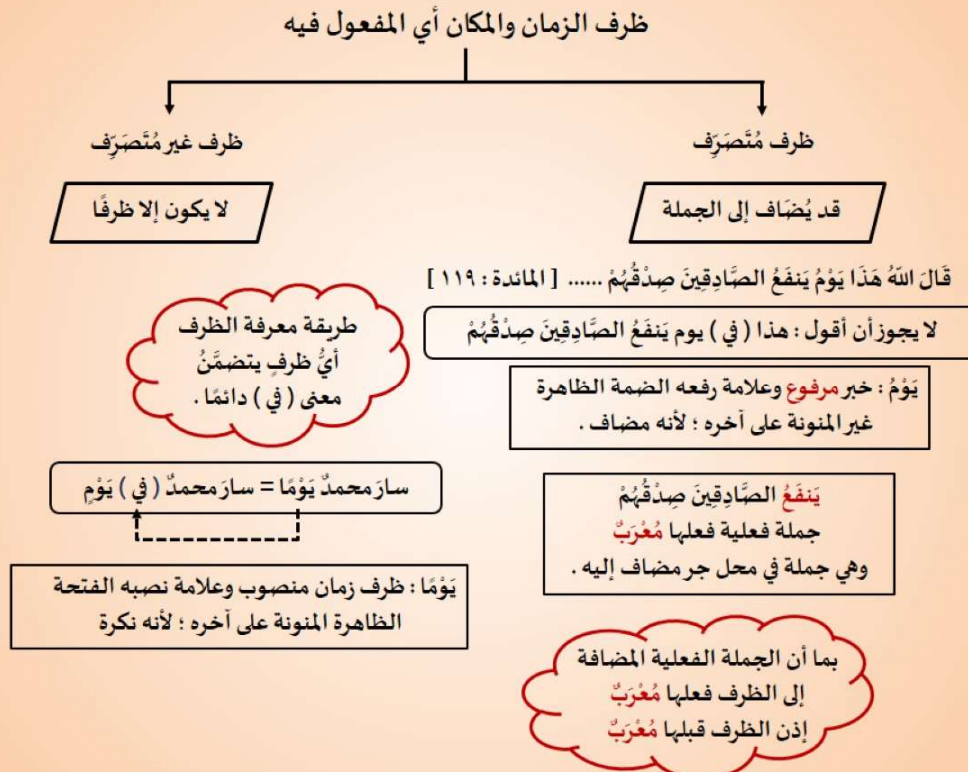 ظرف الزمان والمكان أي المفعول فيه
ظرف مُتَصَرِّف
قد يُضَاف إلى الجملة
قَالَ اللّهُ هَذَا يَوْمُ يَنفَعُ الصَّادِقِينَ صِدْقُهُمْ ...... [ المائدة : ١١٩ ]
لا يجوز أن أقول : هذا ( في ) يوم يَنفَعُ الصَّادِقِينَ صِدْقُهُمْ
يَوْمُ : خبر مرفوع وعلامة رفعه الضمة الظاهرة
غير المنونة على آخره ؛ لأنه مضاف .
يَنفَعُ الصَّادِقِينَ صِدْقُهُمْ
جملة فعلية فعلها مُعْرَبٌ
وهي جملة في محل جر مضاف إليه .
بما أن الجملة الفعلية المضافة
إلى الظرف فعلها مُعْرَبٌ
إذن الظرف قبلها مُعْرَبٌ
ظرف غير مُتَصَرِّف
لا يكون إلا ظرفًا
طريقة معرفة الظرف
أيُّ ظرفٍ يتضمَّنُ
معنى ( في ) دائمًا .
سارَ محمدٌ يَوْمًا = سارَ محمدٌ ( في ) يَوْمٍ
يَوْمًا : ظرف زمان منصوب وعلامة نصبه الفتحة
الظاهرة المنونة على آخره ؛ لأنه نكرة